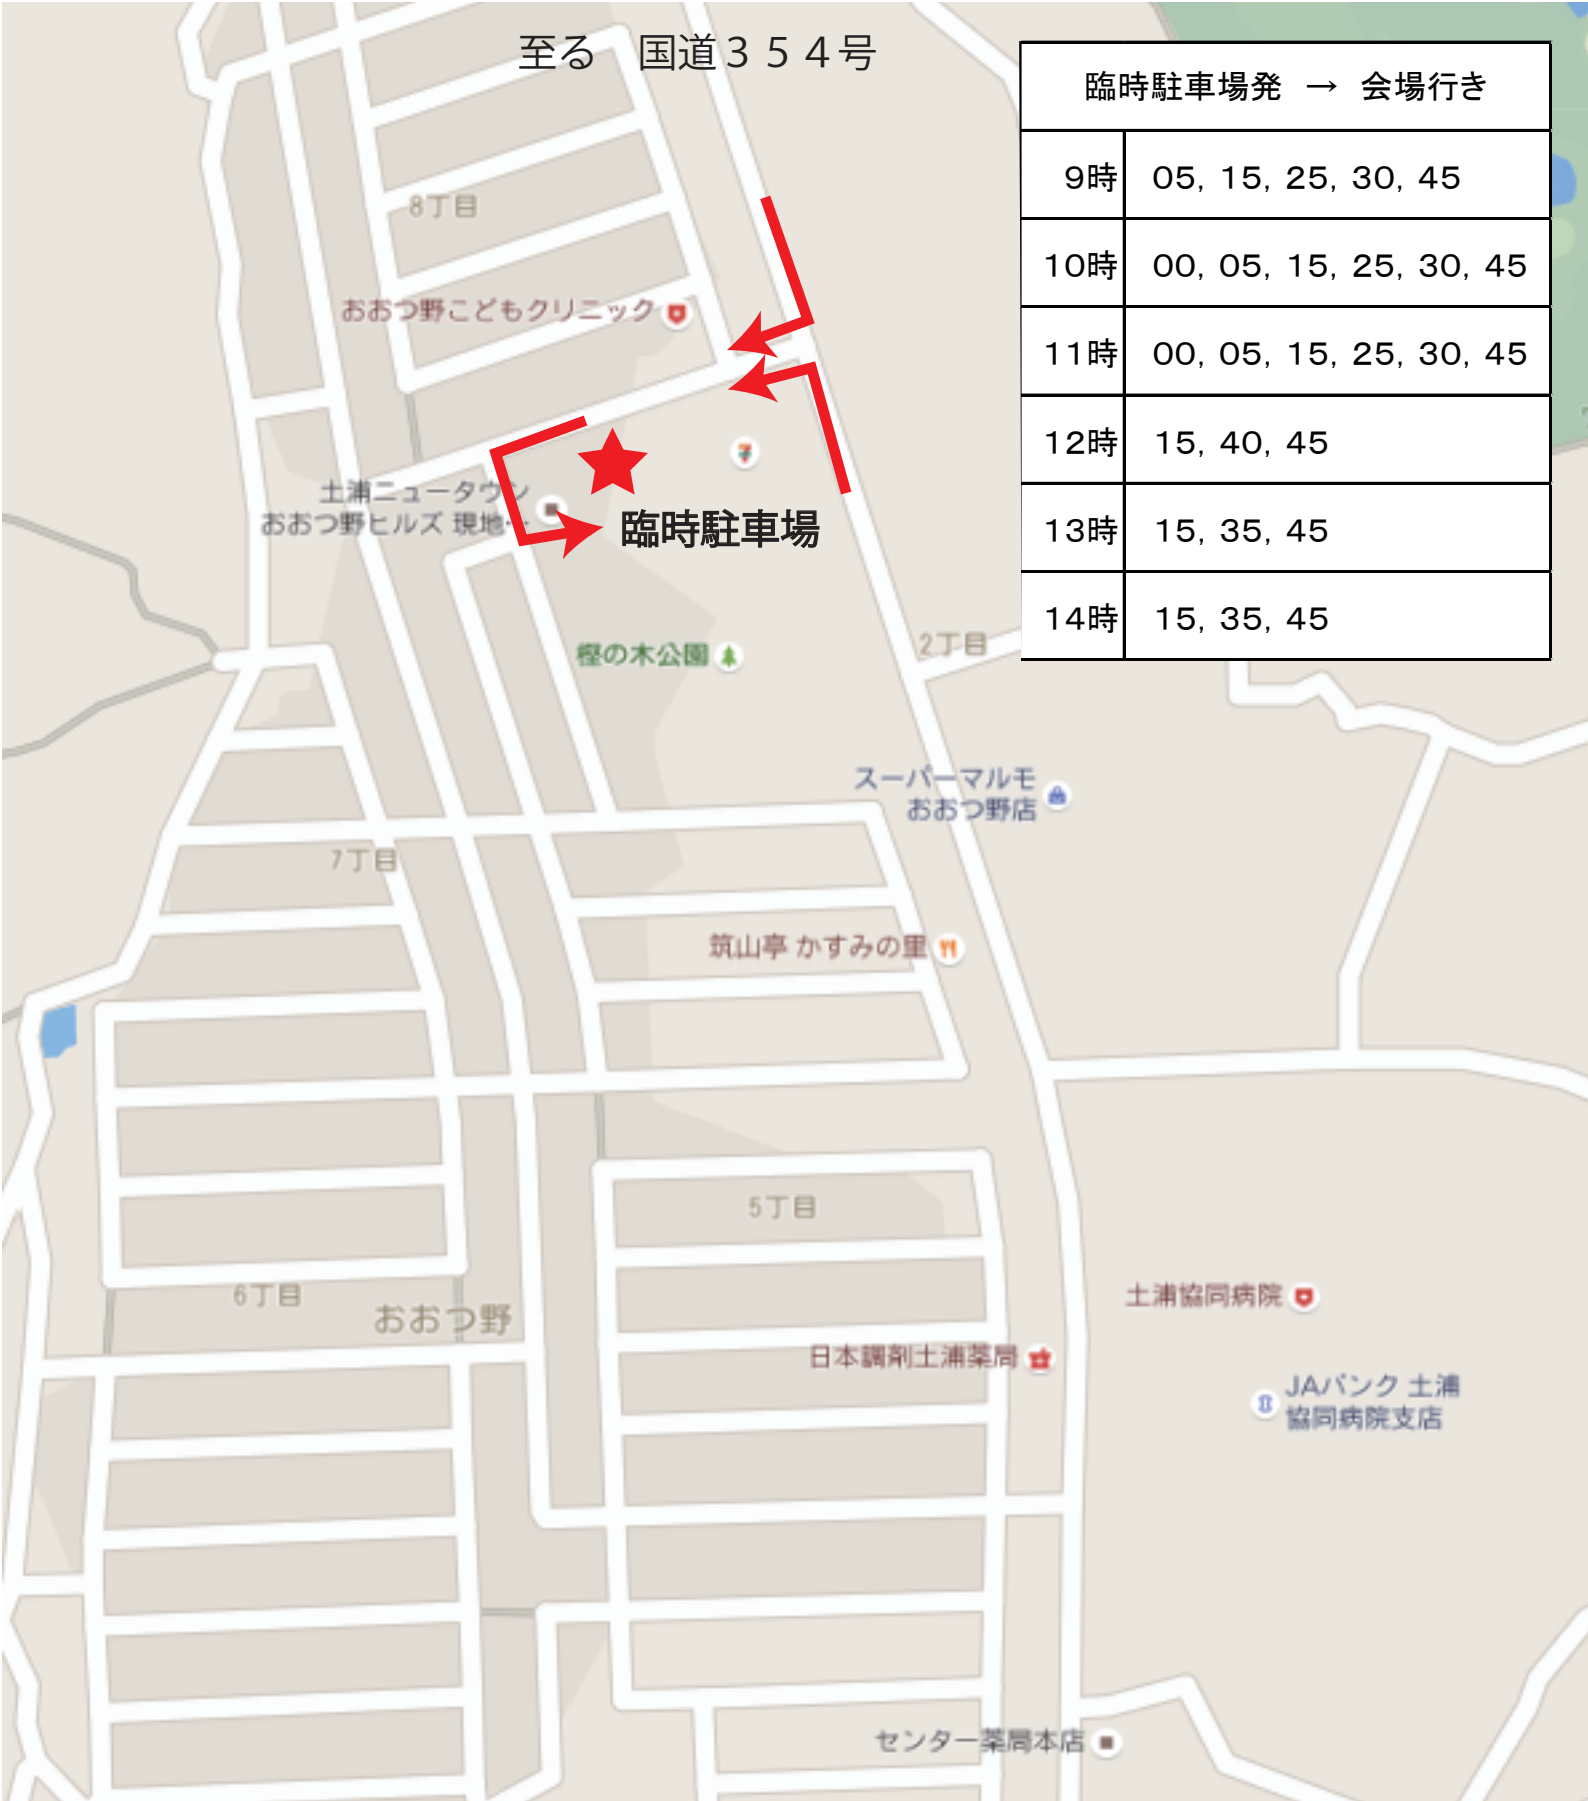 至る　国道３５４号
臨時駐車場発　→　会場行き
9時　05, 15, 25, 30, 45
10時　00, 05, 15, 25, 30, 45
11時　00, 05, 15, 25, 30, 45
12時　15, 40, 45
13時　15, 35, 45
14時　15, 35, 45
8丁目
おおつ野こどもクリニック
土浦ニュータウン
おおつ野ヒルズ 現地…
臨時駐車場
樫の木公園
2丁目
スーパーマルモ
おおつ野店
7丁目
筑山亭 かすみの里
5丁目
6丁目
おおつ野
土浦協同病院
日本調剤土浦薬局
JAバンク 土浦
協同病院支店
センター薬局本店